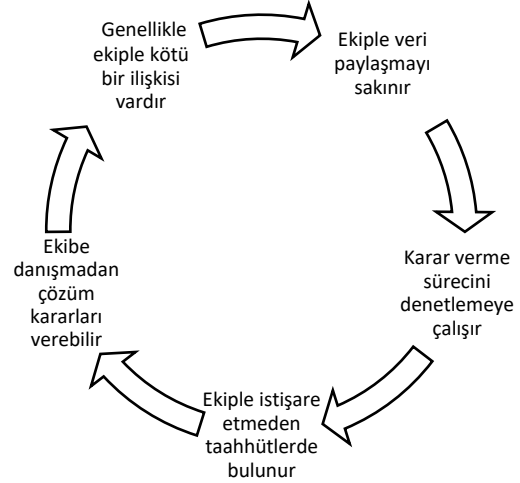 Genellikle
ekiple kötü
bir ilişkisi
vardır
Ekiple veri
paylaşmayı
sakınır
Karar verme
sürecini
denetlemeye
çalışır
Ekiple istişare
etmeden
taahhütlerde
bulunur
Ekibe
danışmadan
çözüm
kararları
verebilir